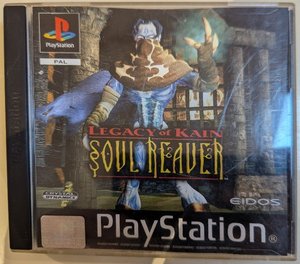 PlayStation
PAL
LEGACY of KAIN
SOUL REAVER
CRYSTAL
DYNAMICS
EIDOS
PlayStation